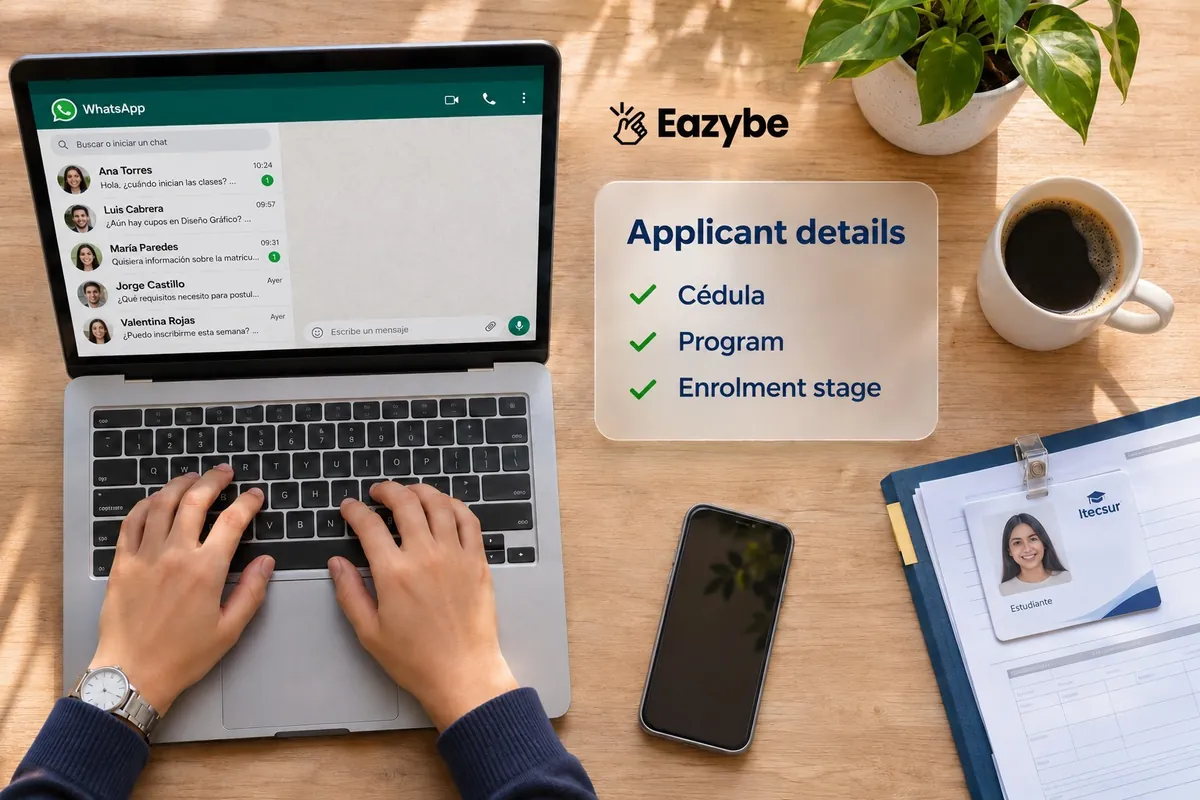 WhatsApp
Buscar o iniciar un chat
Ana Torres 10:24
Hola, ¿cuándo inician las clases? ... 1
Luis Cabrera 09:57
¿Aún hay cupos en Diseño Gráfico? ...
María Paredes 09:31
Quisiera información sobre la matrícu... 1
Jorge Castillo Ayer
¿Qué requisitos necesito para postul...
Valentina Rojas Ayer
¿Puedo inscribirme esta semana? ...
Escribe un mensaje
Eazybe
Applicant details
Cédula
Program
Enrolment stage
Itecsur
Estudiante